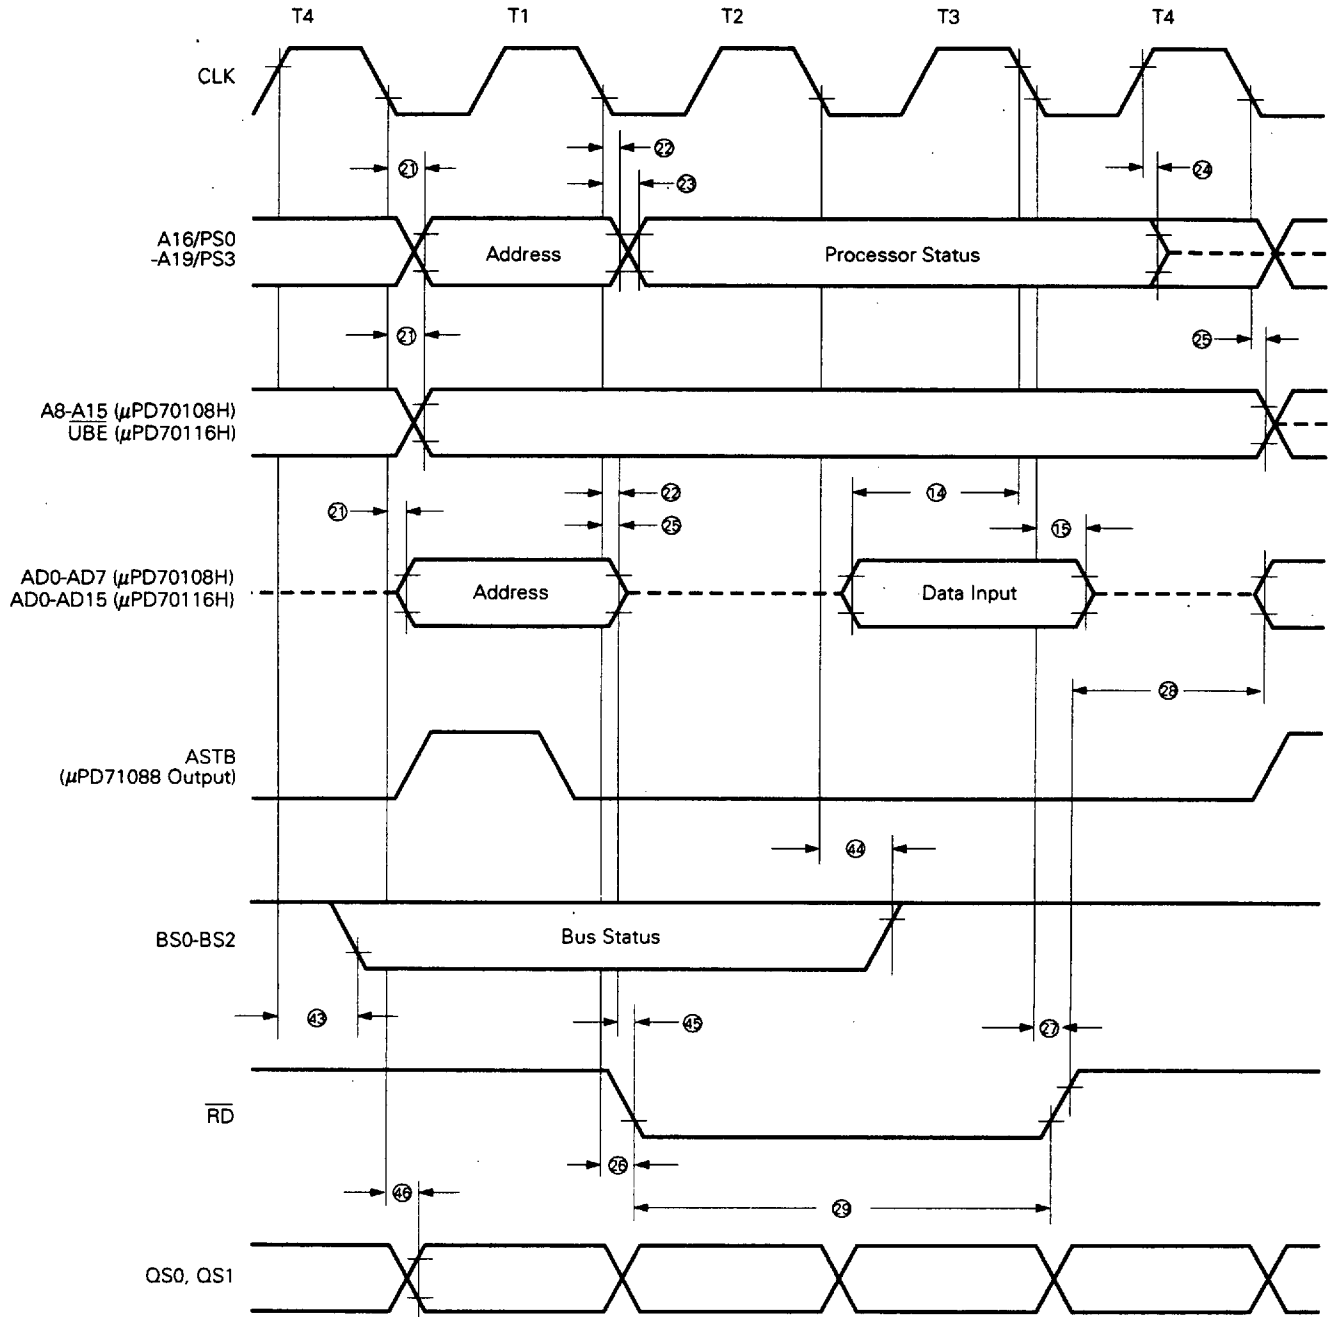 T4 T1 T2 T3 T4
CLK
㉒
㉑ ㉓ ㉔
A16/PS0
-A19/PS3
Address
Processor Status
㉑ ㉕
A8-A15 (μPD70108H)
U̅B̅E̅ (μPD70116H)
㉑ ㉒ ⑭
㉕ ⑮
AD0-AD7 (μPD70108H)
AD0-AD15 (μPD70116H)
Address
Data Input
㉘
ASTB
(μPD71088 Output)
㊹
BS0-BS2
Bus Status
㊸ ㊺ ㉗
R̅D̅
㉖
㊻ ㉙
QS0, QS1